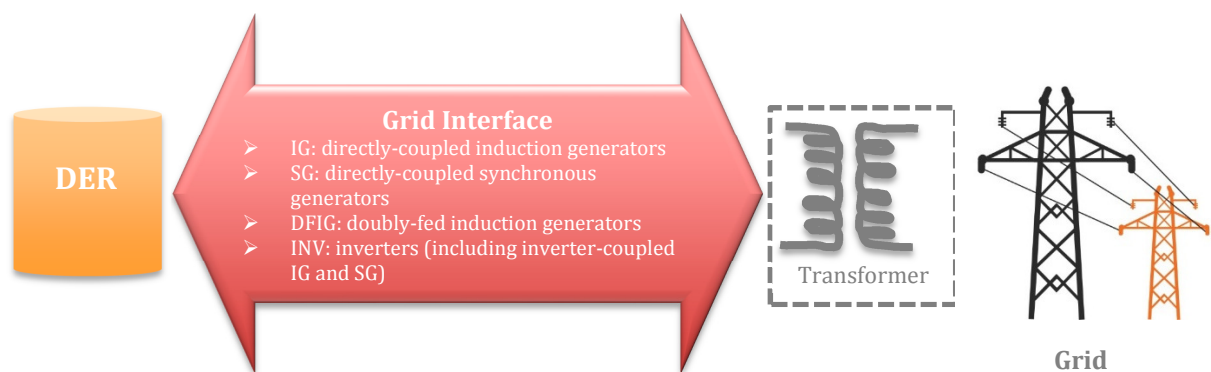 DER
Grid Interface
➢ IG: directly-coupled induction generators
➢ SG: directly-coupled synchronous
generators
➢ DFIG: doubly-fed induction generators
➢ INV: inverters (including inverter-coupled
IG and SG)
Transformer
Grid